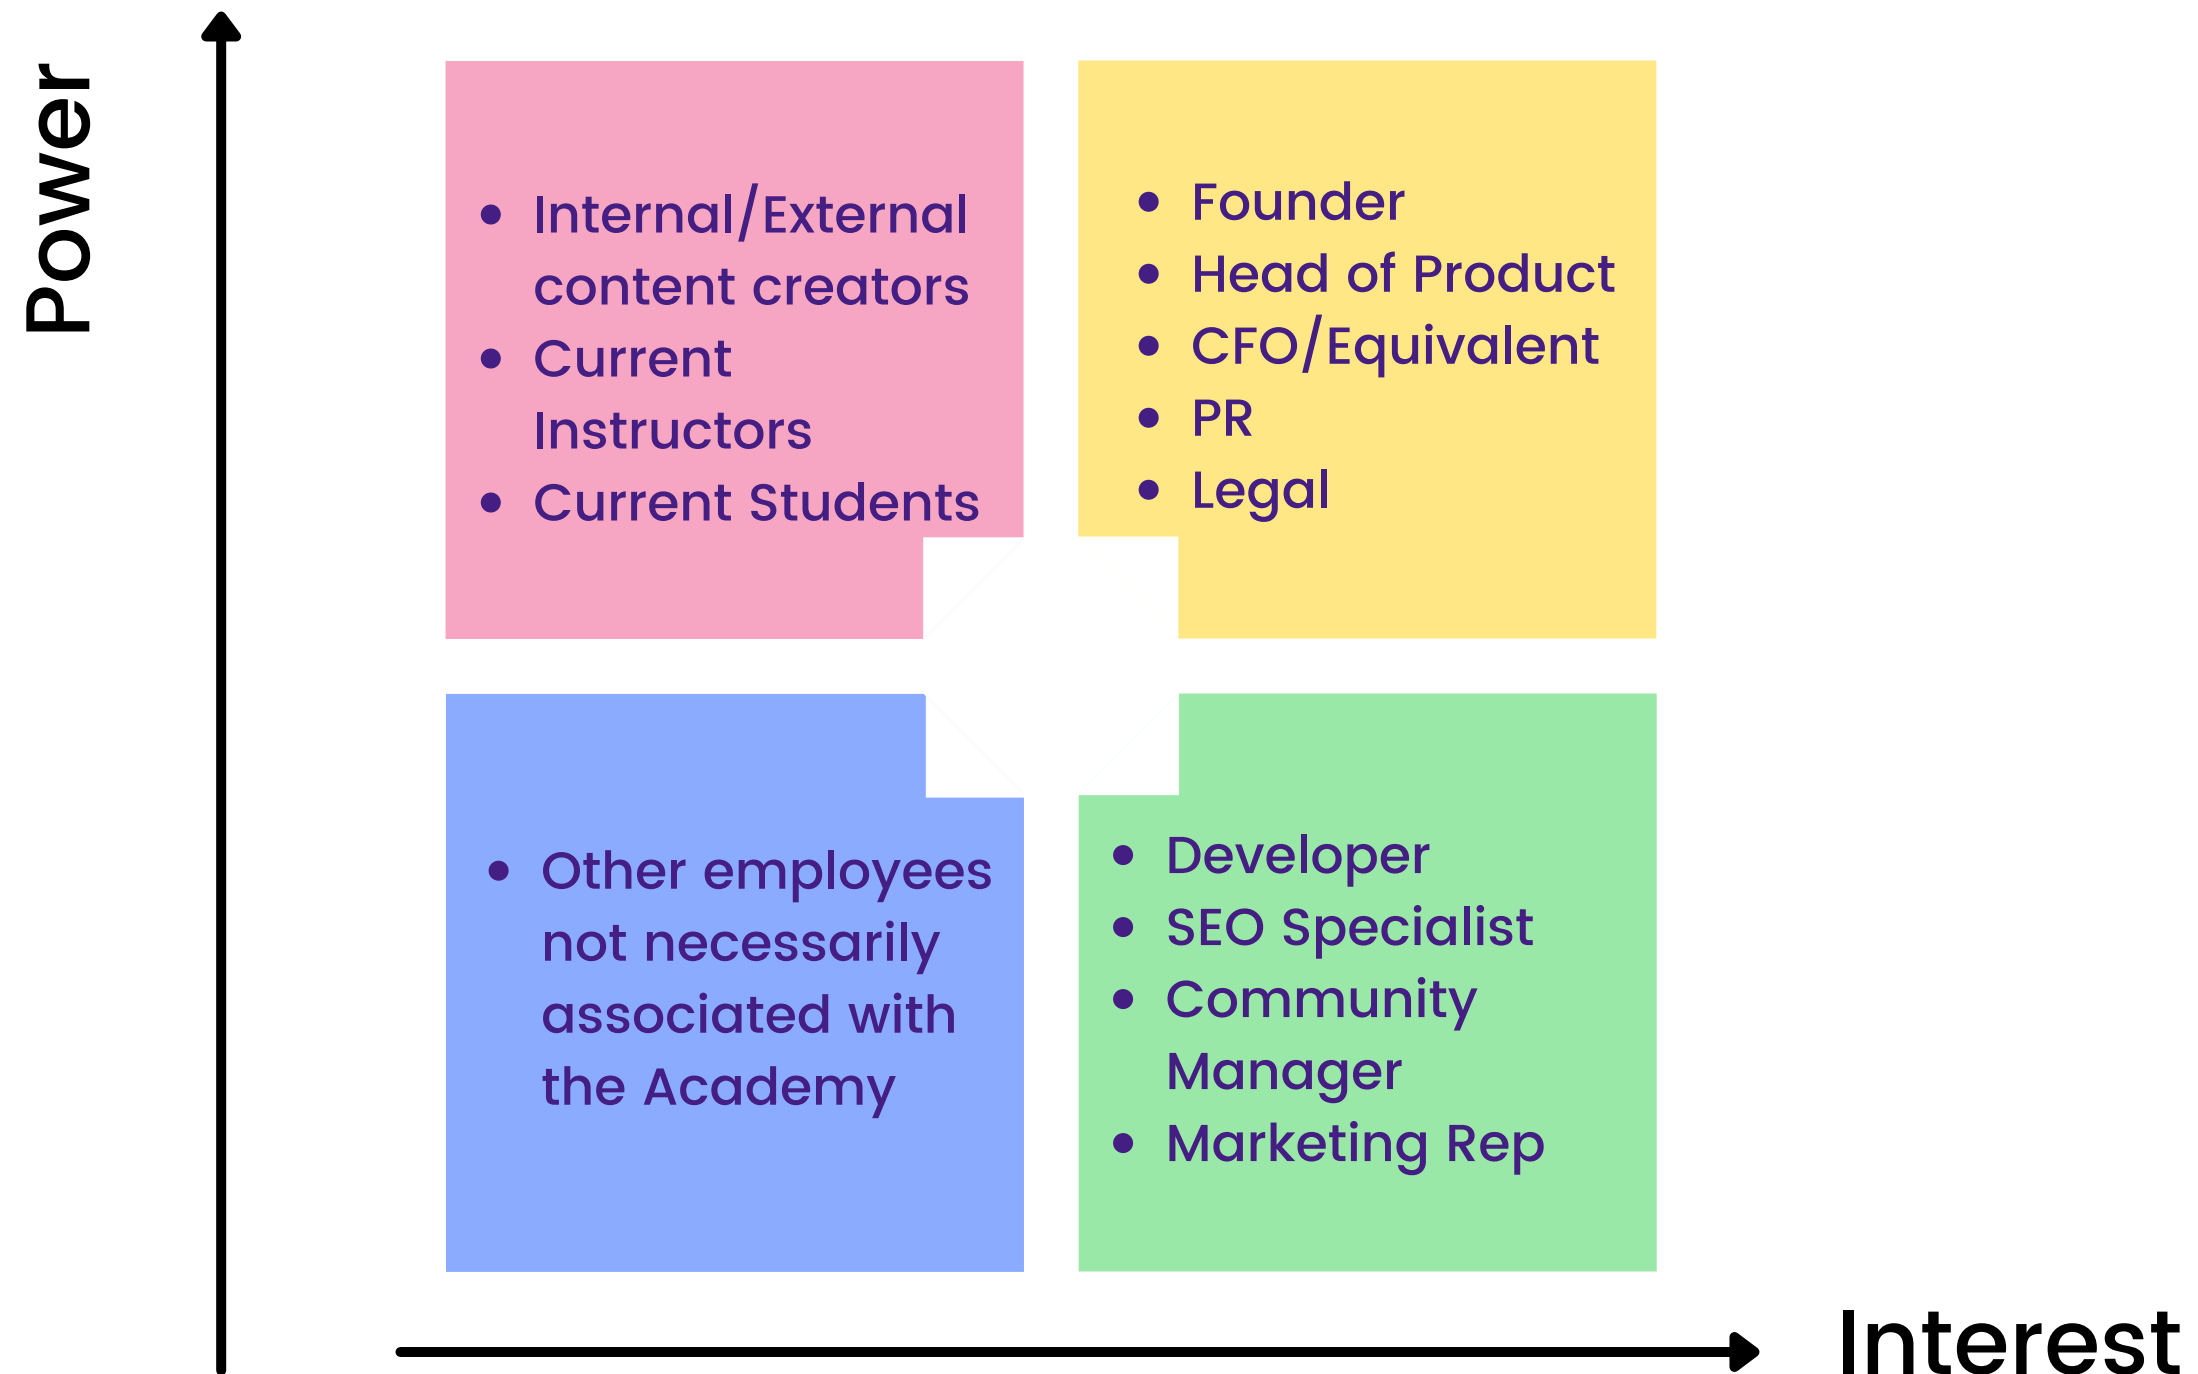 Power
• Internal/External
content creators
• Current
Instructors
• Current Students
• Founder
• Head of Product
• CFO/Equivalent
• PR
• Legal
• Other employees
not necessarily
associated with
the Academy
• Developer
• SEO Specialist
• Community
Manager
• Marketing Rep
Interest